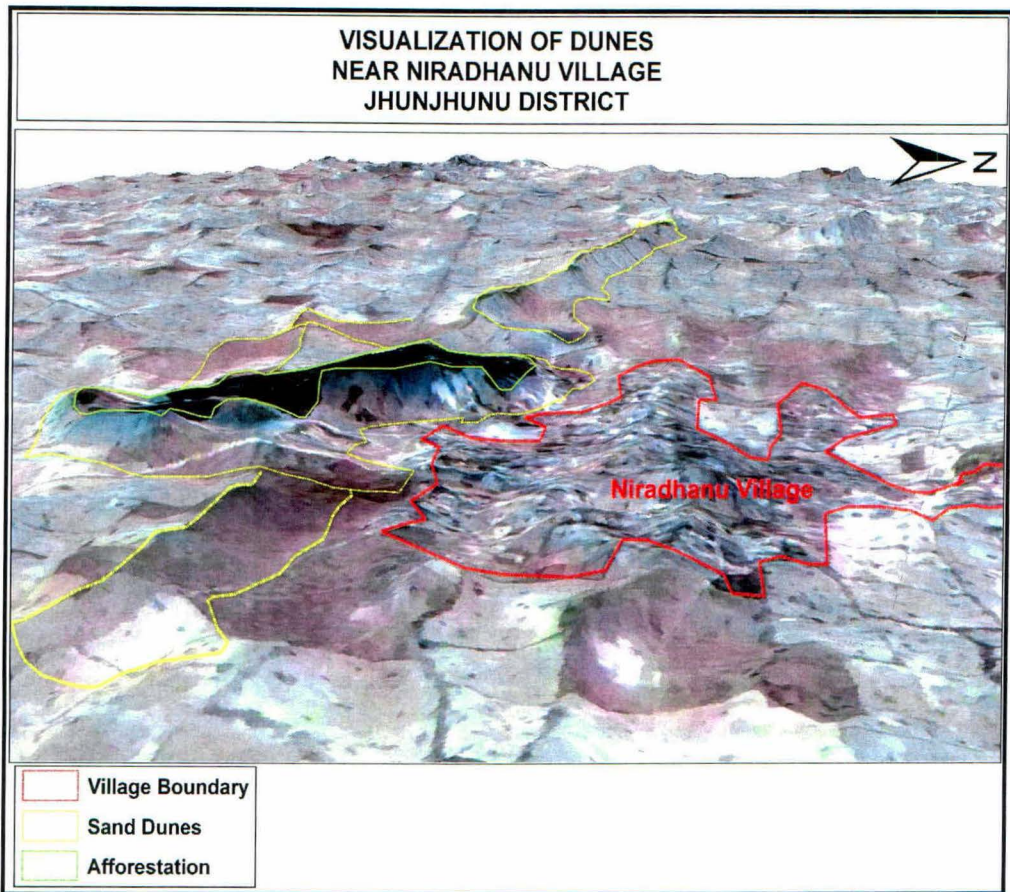 VISUALIZATION OF DUNES
NEAR NIRADHANU VILLAGE
JHUNJHUNU DISTRICT
N
Niradhanu Village
Village Boundary
Sand Dunes
Afforestation